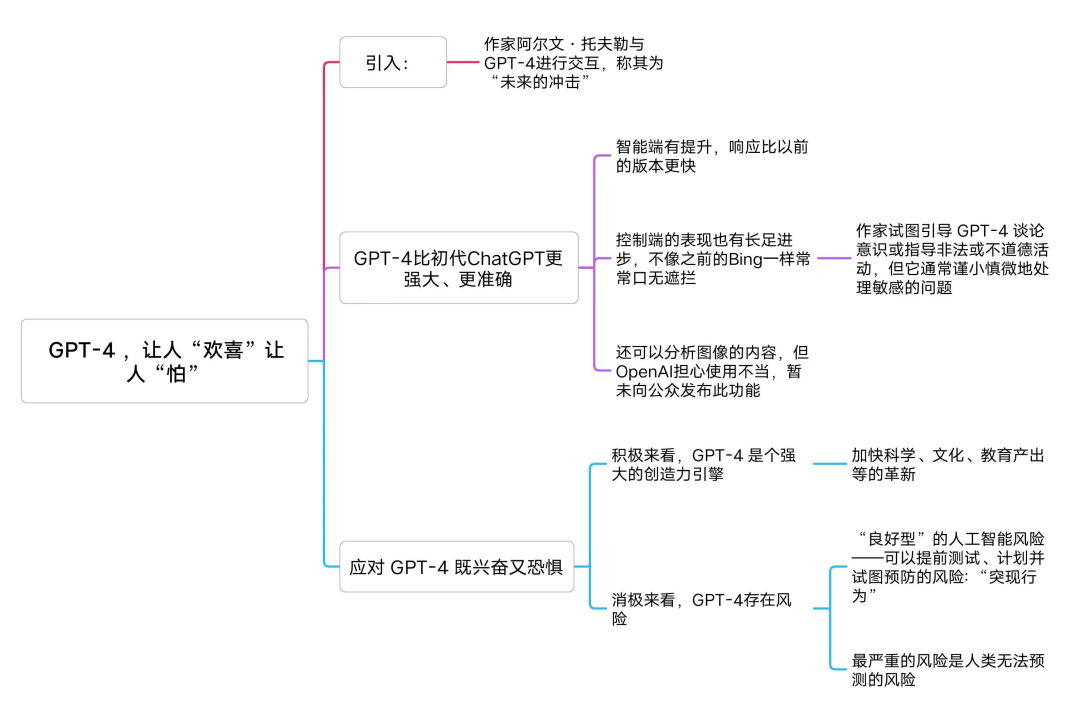 引入：
作家阿尔文·托夫勒与
GPT-4进行交互，称其为
“未来的冲击”
智能端有提升，响应比以前
的版本更快
GPT-4比初代ChatGPT更
强大、更准确
控制端的表现也有长足进
步，不像之前的Bing一样常
常口无遮拦
作家试图引导 GPT-4 谈论
意识或指导非法或不道德活
动，但它通常谨小慎微地处
理敏感的问题
还可以分析图像的内容，但
OpenAI担心使用不当，暂
未向公众发布此功能
GPT-4 ，让人“欢喜”让
人“怕”
应对 GPT-4 既兴奋又恐惧
积极来看，GPT-4 是个强
大的创造力引擎
加快科学、文化、教育产出
等的革新
消极来看，GPT-4存在风
险
“良好型”的人工智能风险
——可以提前测试、计划并
试图预防的风险：“突现行
为”
最严重的风险是人类无法预
测的风险